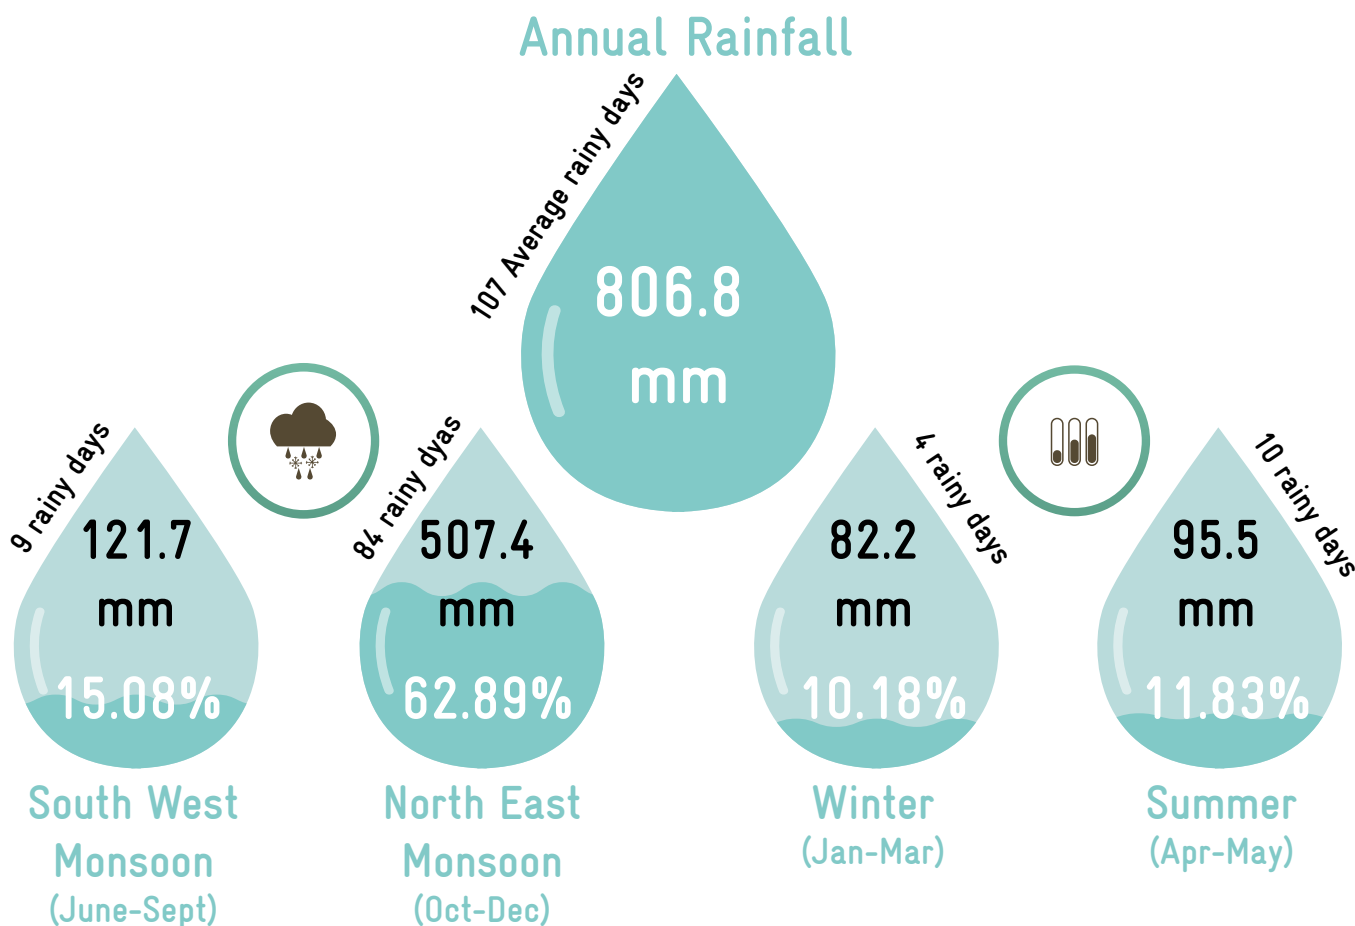 Annual Rainfall
107 Average rainy days
806.8
mm
9 rainy days
121.7
mm
15.08%
South West
Monsoon
(June-Sept)
84 rainy dyas
507.4
mm
62.89%
North East
Monsoon
(Oct-Dec)
4 rainy days
82.2
mm
10.18%
Winter
(Jan-Mar)
10 rainy days
95.5
mm
11.83%
Summer
(Apr-May)